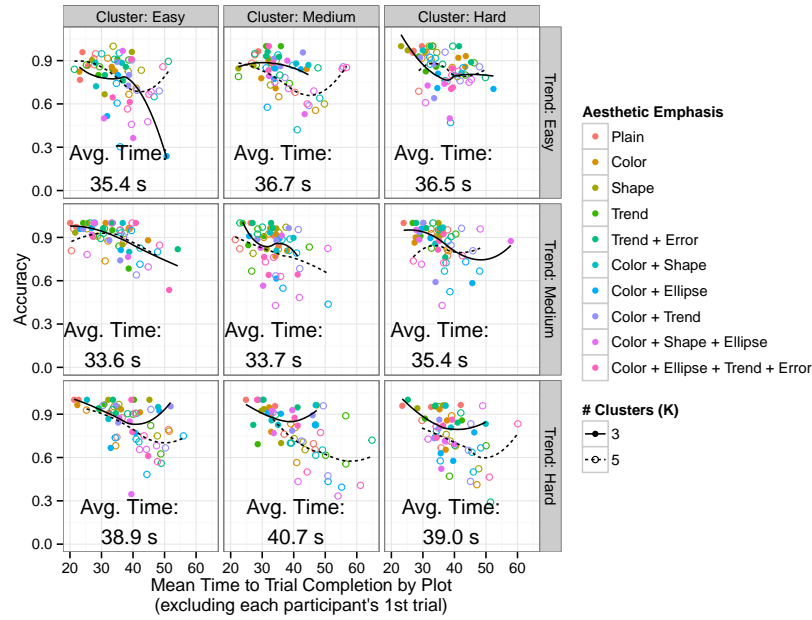 Cluster: Easy
Cluster: Medium
Cluster: Hard
0.9
0.6
0.3
0.0
Avg. Time:
35.4 s
Avg. Time:
36.7 s
Avg. Time:
36.5 s
Trend: Easy
0.9
0.6
0.3
0.0
Avg. Time:
33.6 s
Avg. Time:
33.7 s
Avg. Time:
35.4 s
Trend: Medium
0.9
0.6
0.3
0.0
Avg. Time:
38.9 s
Avg. Time:
40.7 s
Avg. Time:
39.0 s
Trend: Hard
20 30 40 50 60
20 30 40 50 60
20 30 40 50 60
Accuracy
Mean Time to Trial Completion by Plot
(excluding each participant's 1st trial)
Aesthetic Emphasis
Plain
Color
Shape
Trend
Trend + Error
Color + Shape
Color + Ellipse
Color + Trend
Color + Shape + Ellipse
Color + Ellipse + Trend + Error
# Clusters (K)
3
5